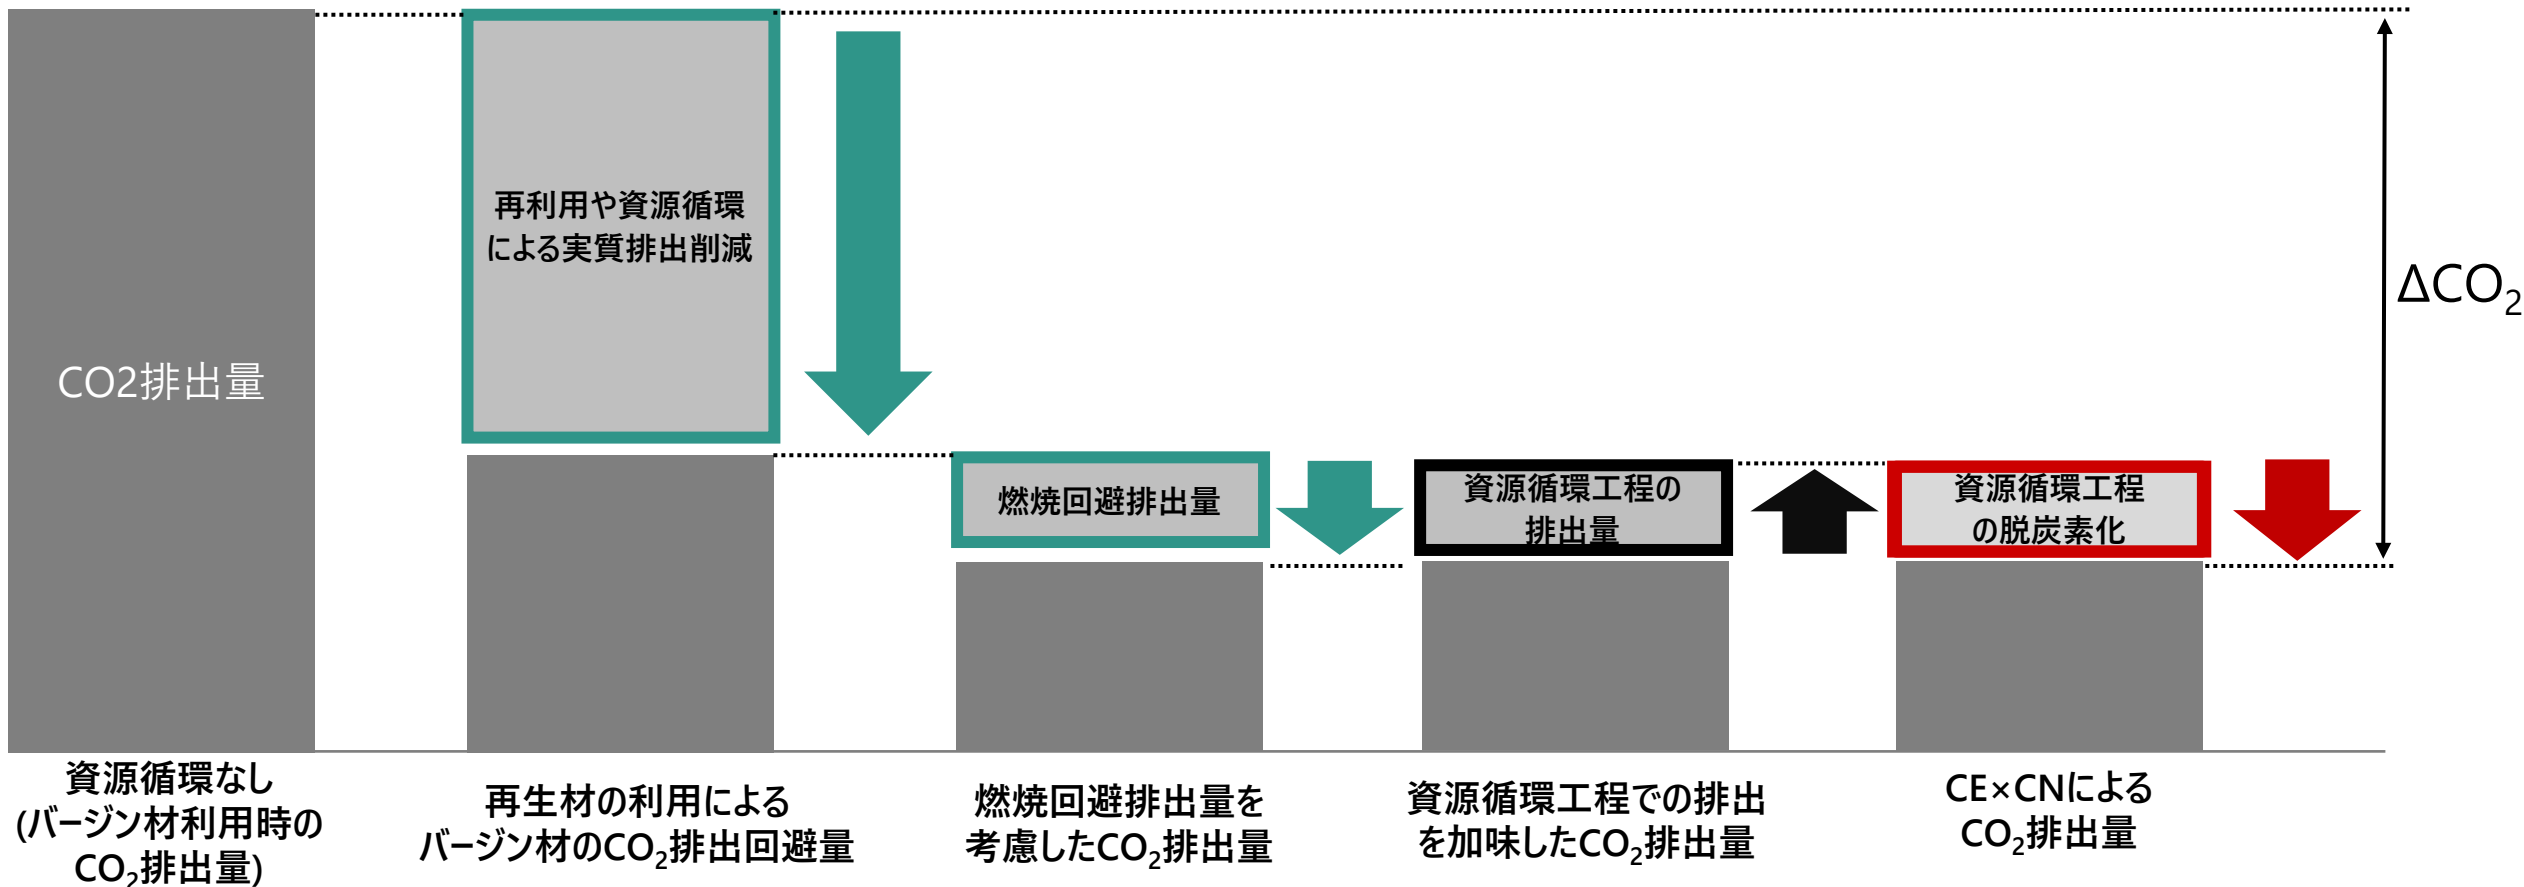 CO2排出量
再利用や資源循環
による実質排出削減
燃焼回避排出量
資源循環工程の
排出量
資源循環工程
の脱炭素化
ΔCO₂
資源循環なし
(バージン材利用時の
CO₂排出量)
再生材の利用による
バージン材のCO₂排出回避量
燃焼回避排出量を
考慮したCO₂排出量
資源循環工程での排出
を加味したCO₂排出量
CE×CNによる
CO₂排出量